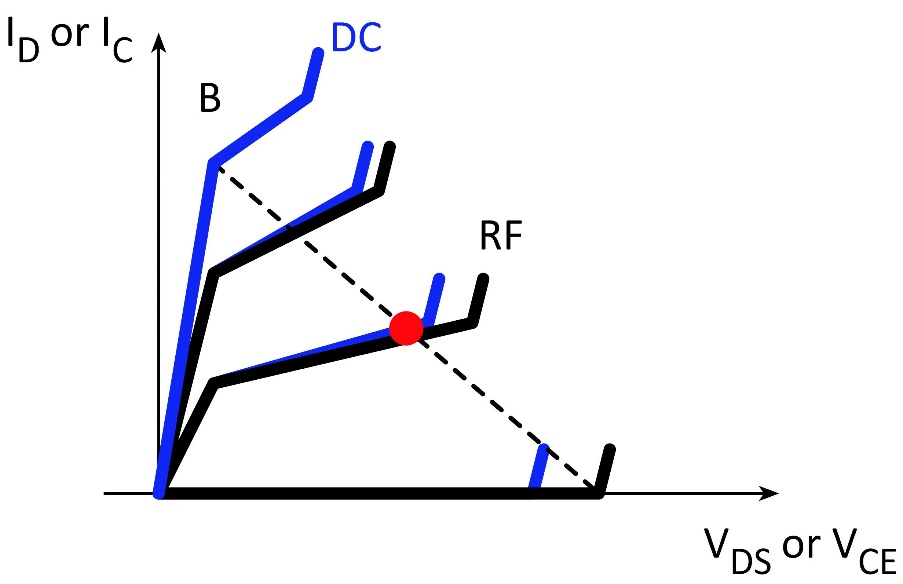 I_D or I_C
DC
B
RF
V_DS or V_CE